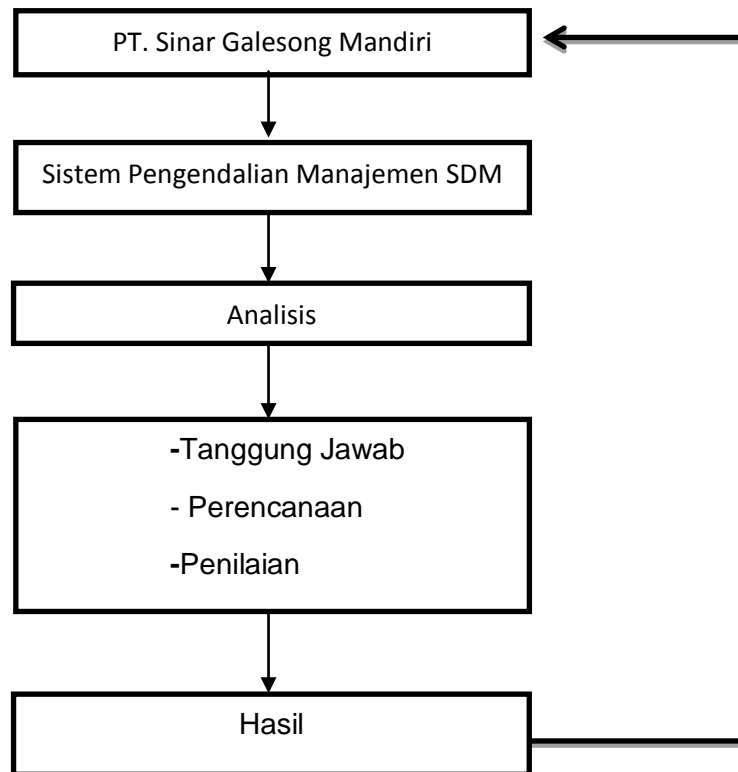 PT. Sinar Galesong Mandiri
Sistem Pengendalian Manajemen SDM
Analisis
-Tanggung Jawab
- Perencanaan
-Penilaian
Hasil